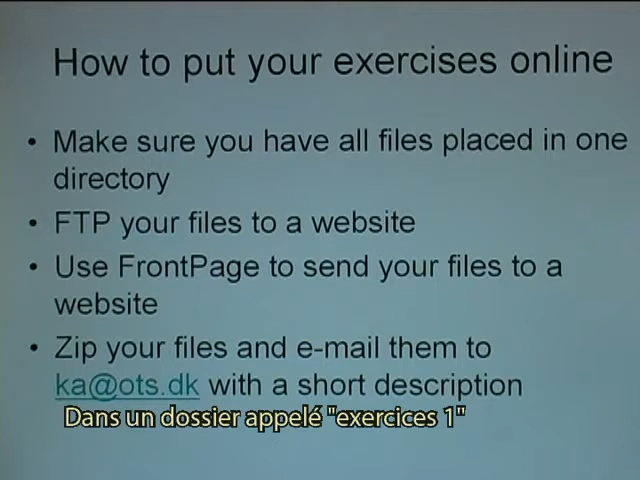 How to put your exercises online
• Make sure you have all files placed in one
directory
• FTP your files to a website
• Use FrontPage to send your files to a
website
• Zip your files and e-mail them to
ka@ots.dk with a short description
Dans un dossier appelé "exercices 1"